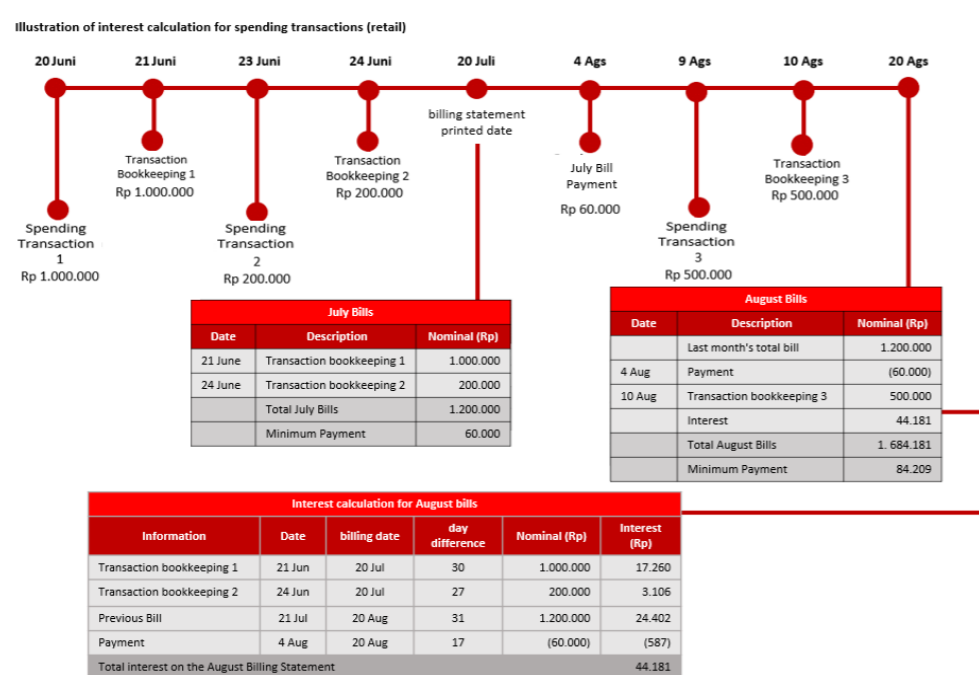 Illustration of interest calculation for spending transactions (retail)
20 Juni 21 Juni 23 Juni 24 Juni 20 Juli 4 Ags 9 Ags 10 Ags 20 Ags
billing statement
printed date
Transaction
Bookkeeping 1
Rp 1.000.000
Transaction
Bookkeeping 2
Rp 200.000
July Bill
Payment
Rp 60.000
Transaction
Bookkeeping 3
Rp 500.000
Spending
Transaction
1
Rp 1.000.000
Spending
Transaction
2
Rp 200.000
Spending
Transaction
3
Rp 500.000
July Bills
Date Description Nominal (Rp)
21 June Transaction bookkeeping 1 1.000.000
24 June Transaction bookkeeping 2 200.000
Total July Bills 1.200.000
Minimum Payment 60.000
August Bills
Date Description Nominal (Rp)
Last month's total bill 1.200.000
4 Aug Payment (60.000)
10 Aug Transaction bookkeeping 3 500.000
Interest 44.181
Total August Bills 1. 684.181
Minimum Payment 84.209
Interest calculation for August bills
Information Date billing date day difference Nominal (Rp) Interest (Rp)
Transaction bookkeeping 1 21 Jun 20 Jul 30 1.000.000 17.260
Transaction bookkeeping 2 24 Jun 20 Jul 27 200.000 3.106
Previous Bill 21 Jul 20 Aug 31 1.200.000 24.402
Payment 4 Aug 20 Aug 17 (60.000) (587)
Total interest on the August Billing Statement 44.181